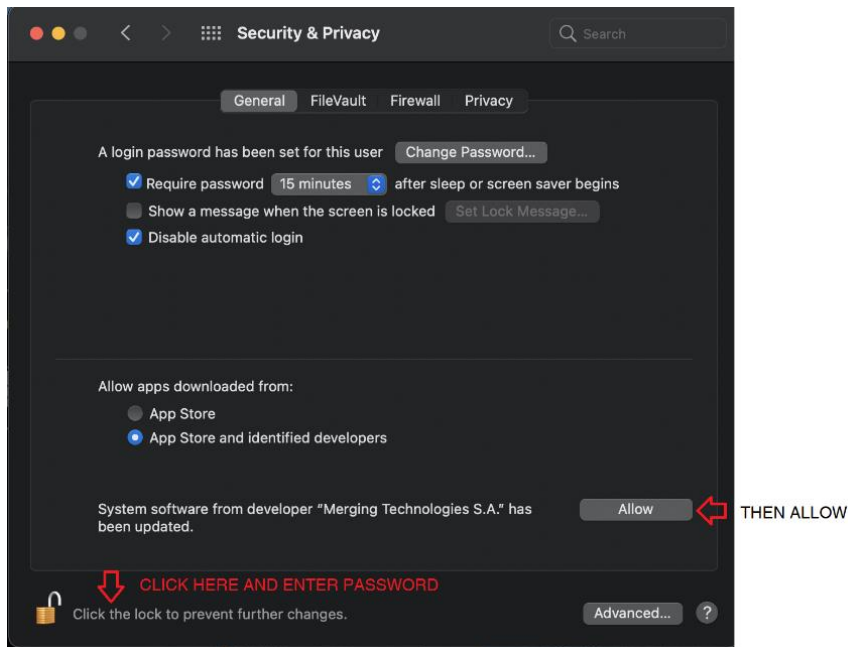 Security & Privacy
Search
General FileVault Firewall Privacy
A login password has been set for this user Change Password...
Require password 15 minutes after sleep or screen saver begins
Show a message when the screen is locked Set Lock Message...
Disable automatic login
Allow apps downloaded from:
App Store
App Store and identified developers
System software from developer “Merging Technologies S.A.” has
been updated.
Allow
THEN ALLOW
CLICK HERE AND ENTER PASSWORD
Click the lock to prevent further changes.
Advanced... ?